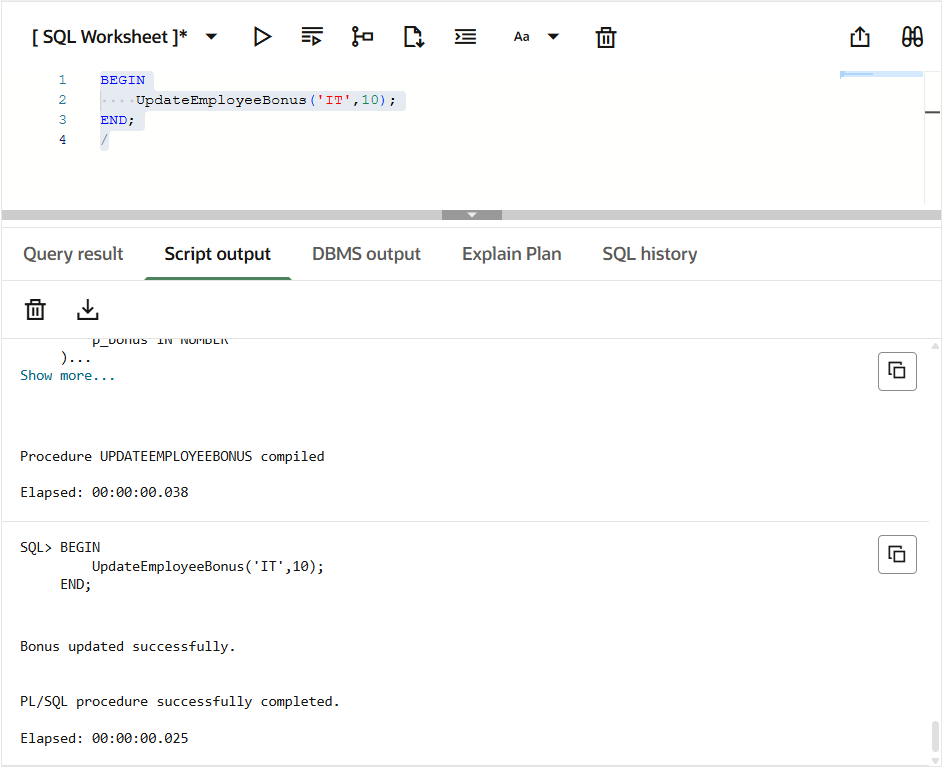 [ SQL Worksheet ]*
Aa
1 BEGIN
2 ····UpdateEmployeeBonus('IT',10);
3 END;
4 /
Query result Script output DBMS output Explain Plan SQL history
p_bonus IN NUMBER
)...
Show more...
Procedure UPDATEEMPLOYEEBONUS compiled
Elapsed: 00:00:00.038
SQL> BEGIN
UpdateEmployeeBonus('IT',10);
END;
Bonus updated successfully.
PL/SQL procedure successfully completed.
Elapsed: 00:00:00.025